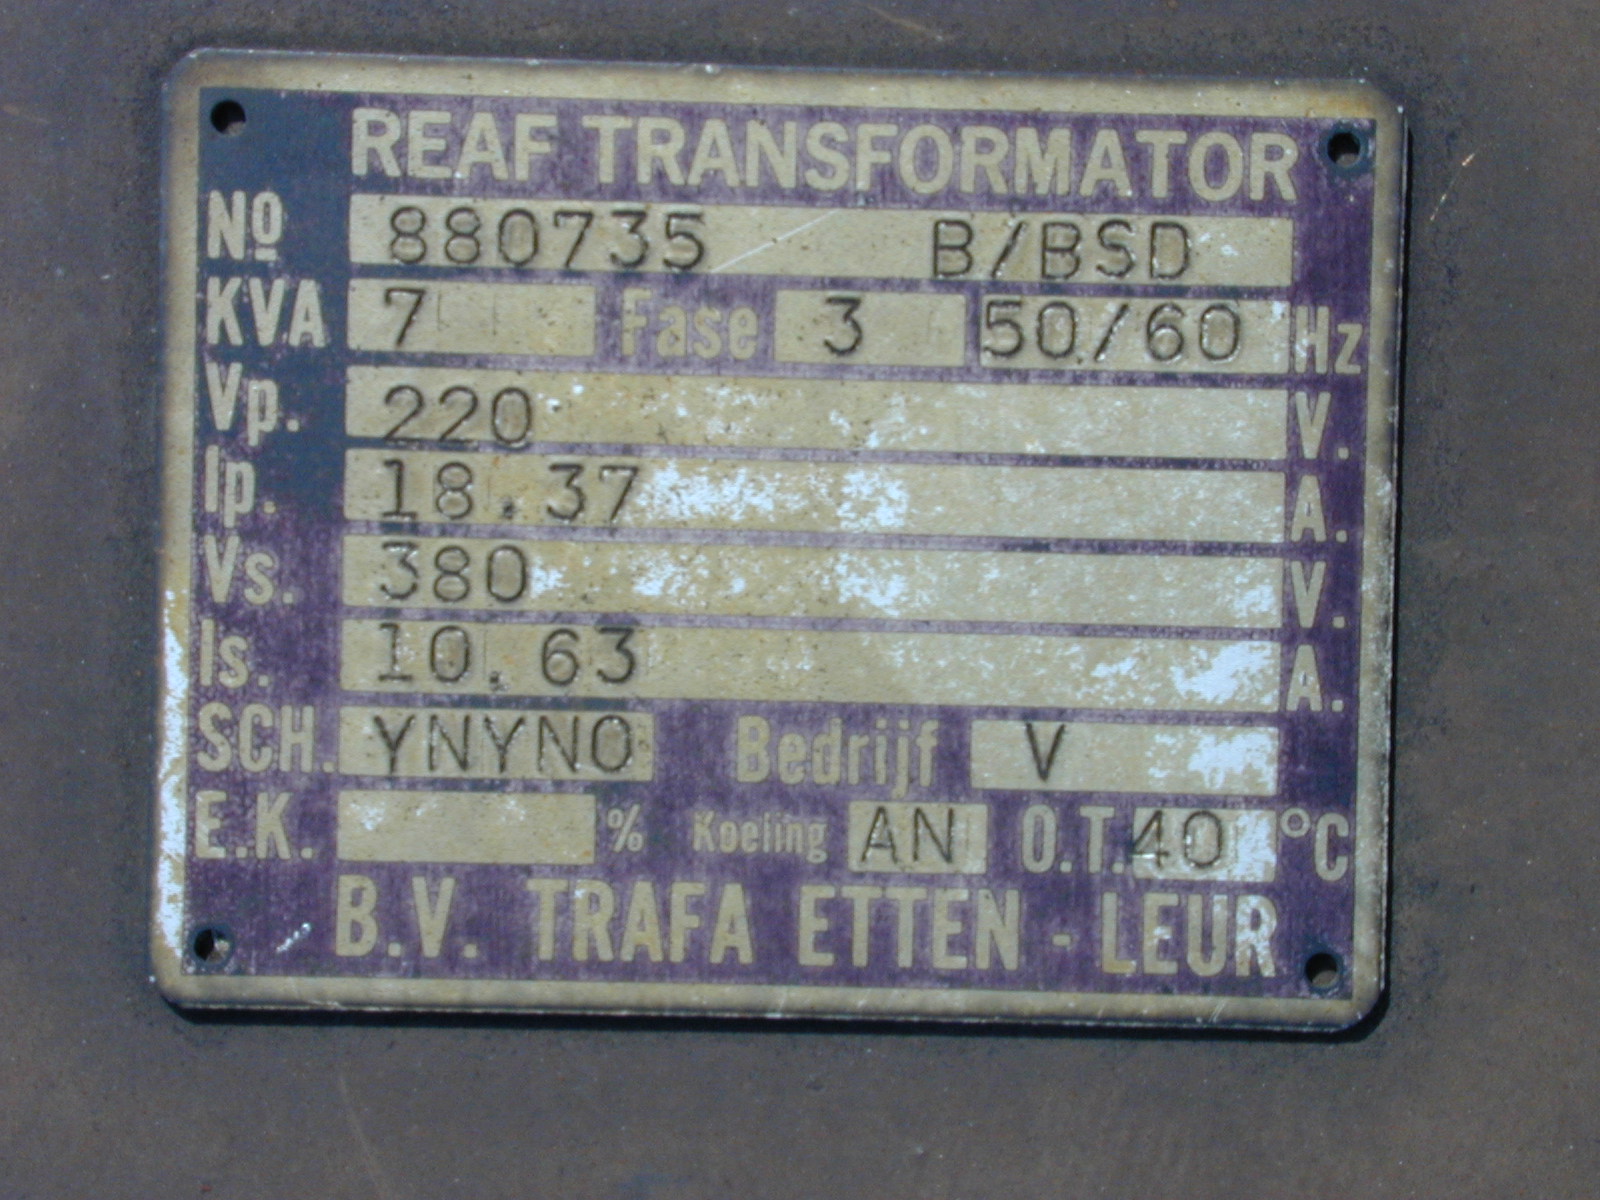 REAF TRANSFORMATOR
Nº 880735 B/BSD
KVA 7 Fase 3 50/60 Hz
Vp. 220 V.
Ip. 18.37 A.
Vs. 380 V.
Is. 10.63 A.
SCH. YNYNO Bedrijf V
E.K. % Koeling AN O.T. 40 °C
B.V. TRAFA ETTEN - LEUR